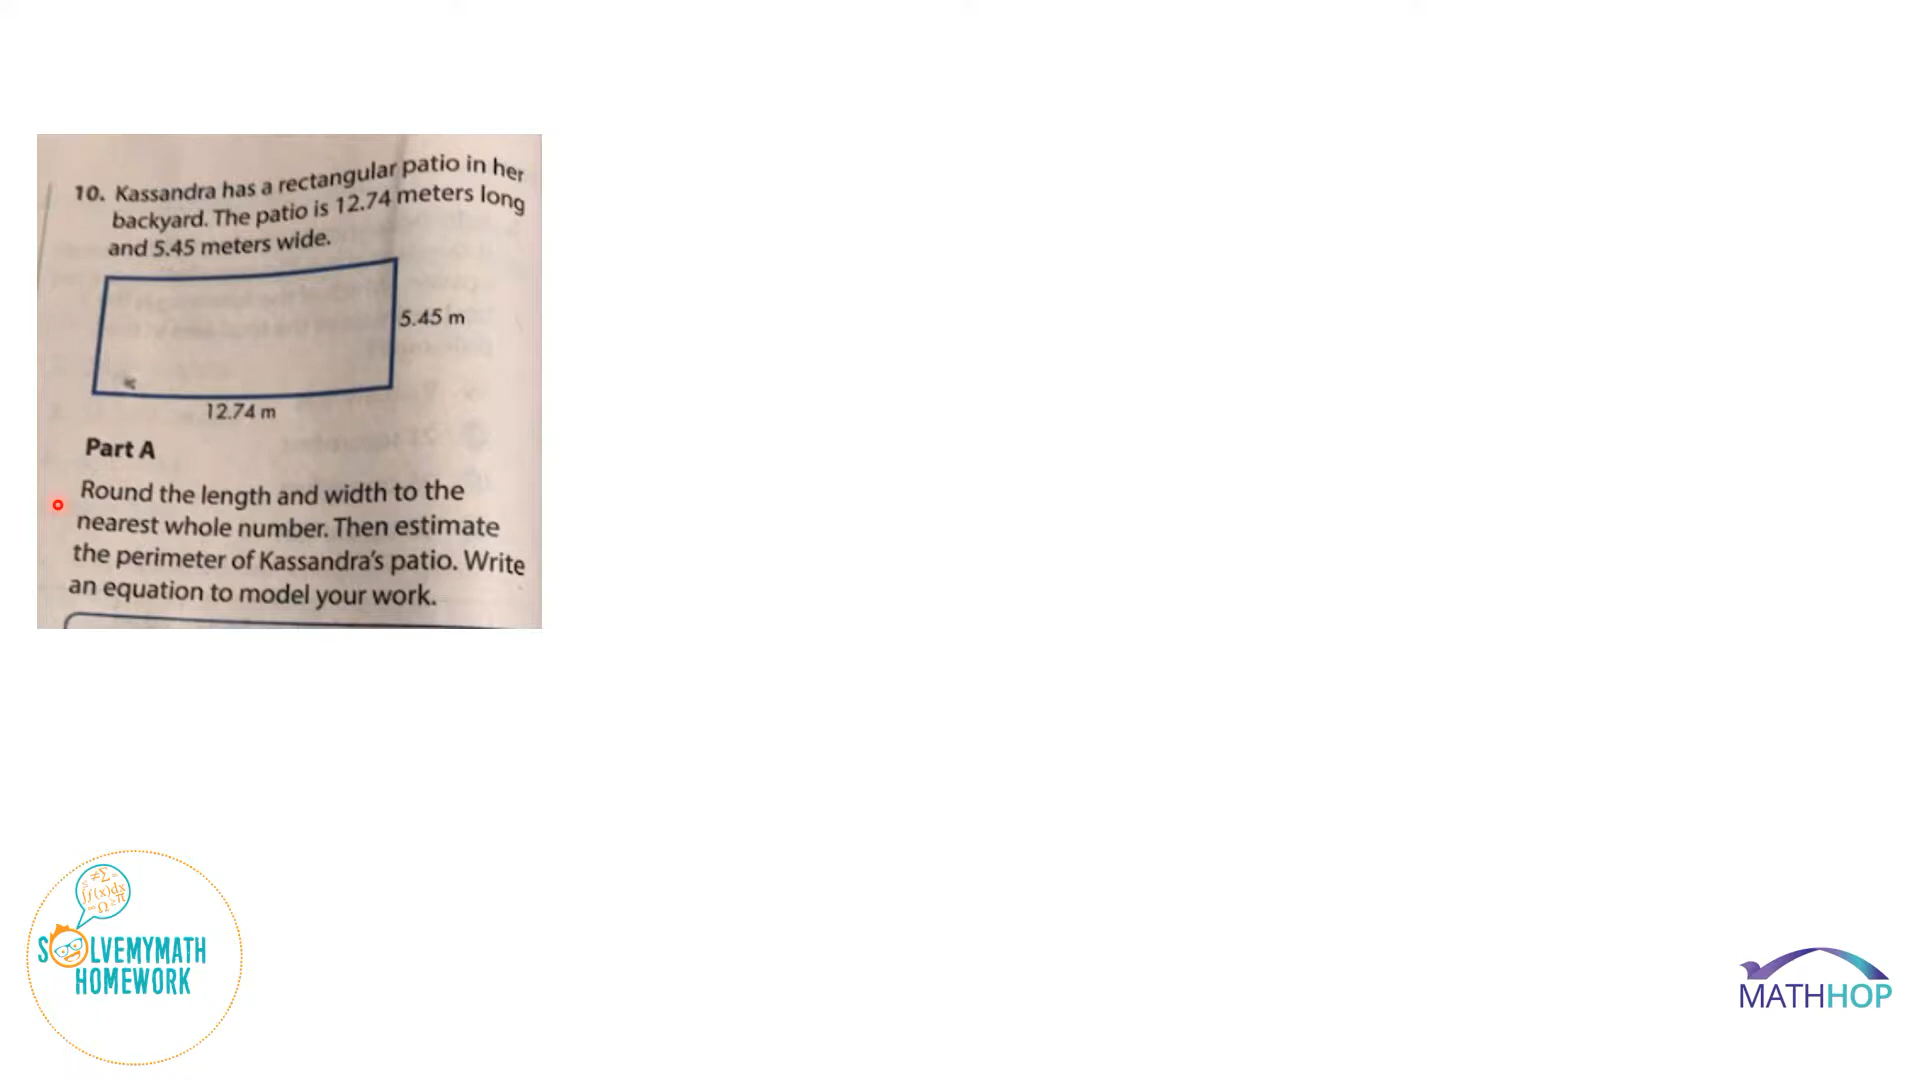 10. Kassandra has a rectangular patio in her
backyard. The patio is 12.74 meters long
and 5.45 meters wide.
5.45 m
12.74 m
Part A
Round the length and width to the
nearest whole number. Then estimate
the perimeter of Kassandra's patio. Write
an equation to model your work.
SOLVEMYMATH
HOMEWORK
MATHHOP